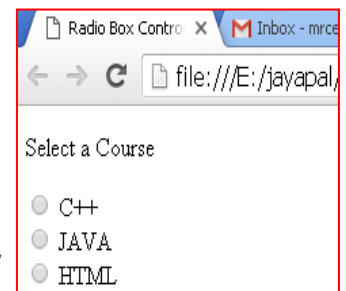 Radio Box Contro
Inbox - mrce
file:///E:/jayapal,
Select a Course
C++
JAVA
HTML